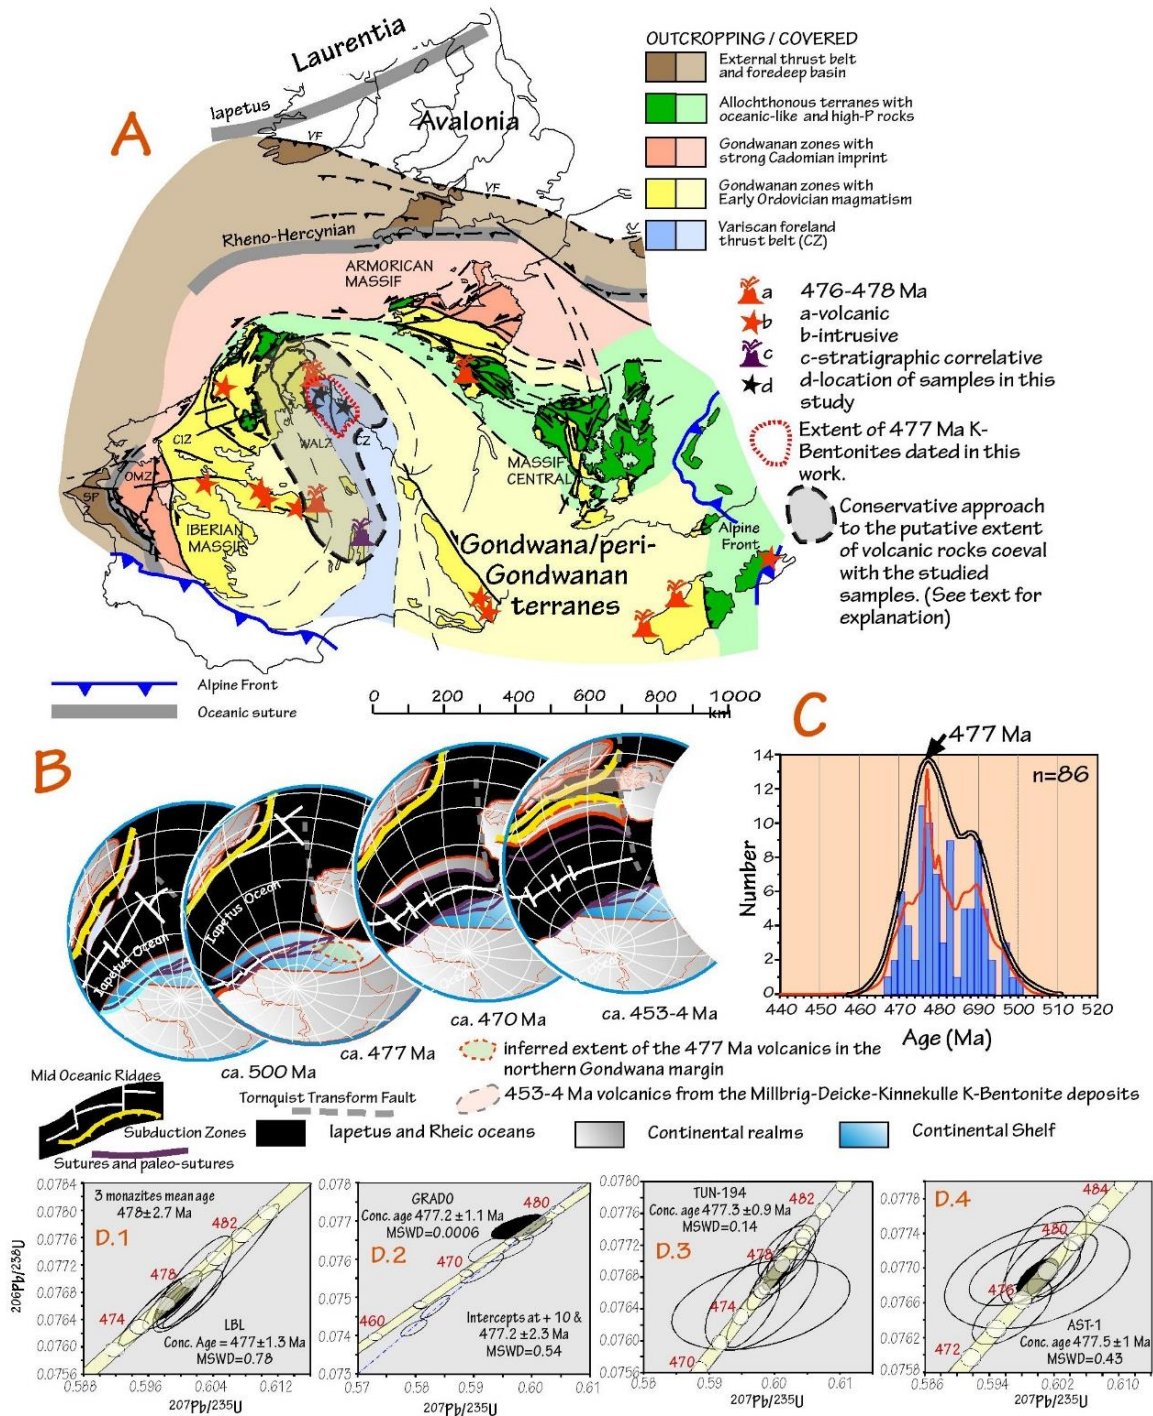 Laurentia
Iapetus
A
VF
Avalonia
VF
Rheno-Hercynian
ARMORICAN
MASSIF
CIZ
WALZ
CZ
OMZ
SP
IBERIAN
MASSIF
MASSIF
CENTRAL
Gondwana/peri-
Gondwanan
terranes
Alpine
Front
OUTCROPPING / COVERED
External thrust belt
and foredeep basin
Allochthonous terranes with
oceanic-like and high-P rocks
Gondwanan zones with
strong Cadomian imprint
Gondwanan zones with
Early Ordovician magmatism
Variscan foreland
thrust belt (CZ)
a 476-478 Ma
a-volcanic
b b-intrusive
c c-stratigraphic correlative
d d-location of samples in this
study
Extent of 477 Ma K-
Bentonites dated in this
work.
Conservative approach
to the putative extent
of volcanic rocks coeval
with the studied
samples. (See text for
explanation)
Alpine Front
Oceanic suture
0 200 400 600 800 1000
km
B
Iapetus Ocean
Iapetus Ocean
ca. 500 Ma
ca. 477 Ma
ca. 470 Ma
ca. 453-4 Ma
C
477 Ma
n=86
Number
14
12
10
8
6
4
2
0
440 450 460 470 480 490 500 510 520
Age (Ma)
inferred extent of the 477 Ma volcanics in the
northern Gondwana margin
Mid Oceanic Ridges
Tornquist Transform Fault
453-4 Ma volcanics from the Millbrig-Deicke-Kinnekulle K-Bentonite deposits
Subduction Zones
Iapetus and Rheic oceans
Continental realms
Continental Shelf
Sutures and paleo-sutures
206Pb/238U
0.0784
0.0780
0.0776
0.0772
0.0768
0.0764
0.0760
0.0756
3 monazites mean age
478±2.7 Ma
D.1
482
478
474
LBL
Conc. Age = 477±1.3 Ma
MSWD=0.78
0.588 0.596 0.604 0.612
207Pb/235U
0.078
0.077
0.076
0.075
0.074
0.073
GRADO
Conc. age 477.2 ±1.1 Ma
MSWD=0.0006
D.2
480
470
460
Intercepts at + 10 &
477.2 ±2.3 Ma
MSWD=0.54
0.57 0.58 0.59 0.60 0.61
207Pb/235U
0.0780
0.0776
0.0772
0.0768
0.0764
0.0760
0.0756
TUN-194
Conc. age 477.3 ±0.9 Ma
MSWD=0.14
D.3
482
478
474
470
0.58 0.59 0.60 0.61
207Pb/235U
0.0778
0.0774
0.0770
0.0766
0.0762
0.0758
D.4
484
480
476
472
AST-1
Conc. age 477.5 ±1 Ma
MSWD=0.43
0.586 0.594 0.602 0.610
207Pb/235U